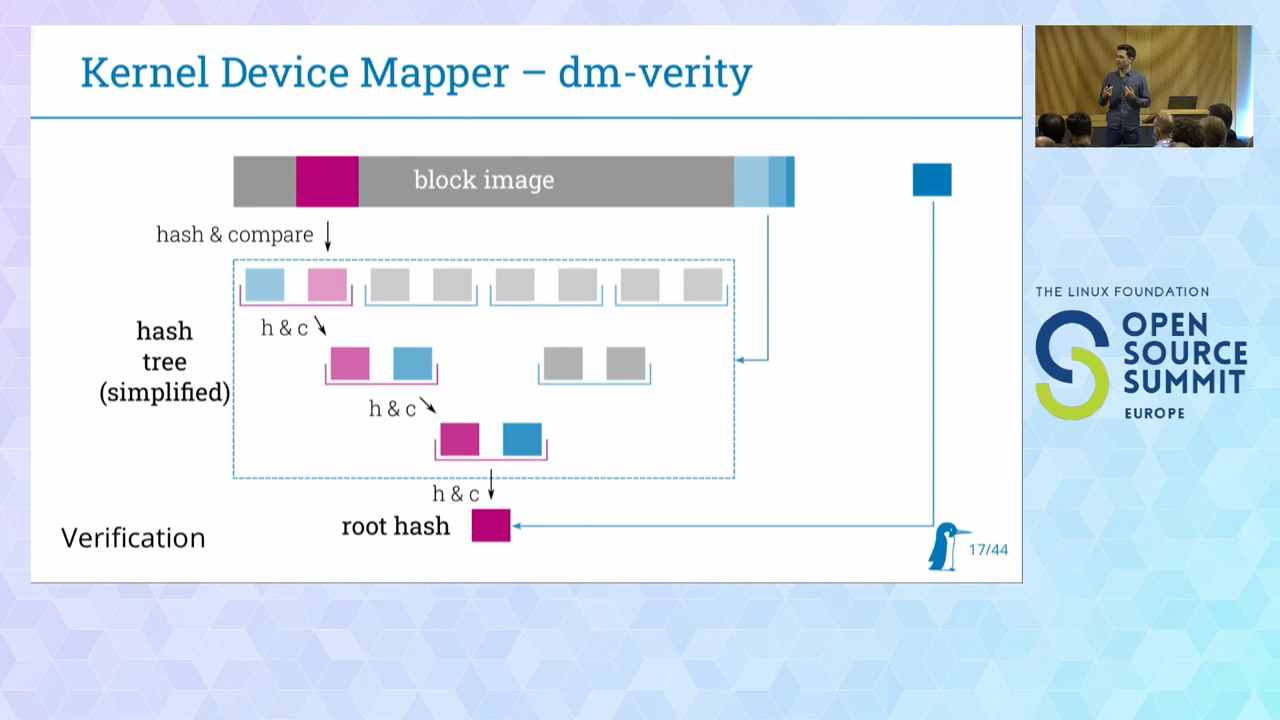 Kernel Device Mapper – dm-verity
block image
hash & compare
h & c
hash
tree
(simplified)
h & c
h & c
root hash
Verification
17/44
THE LINUX FOUNDATION
OPEN
SOURCE
SUMMIT
EUROPE